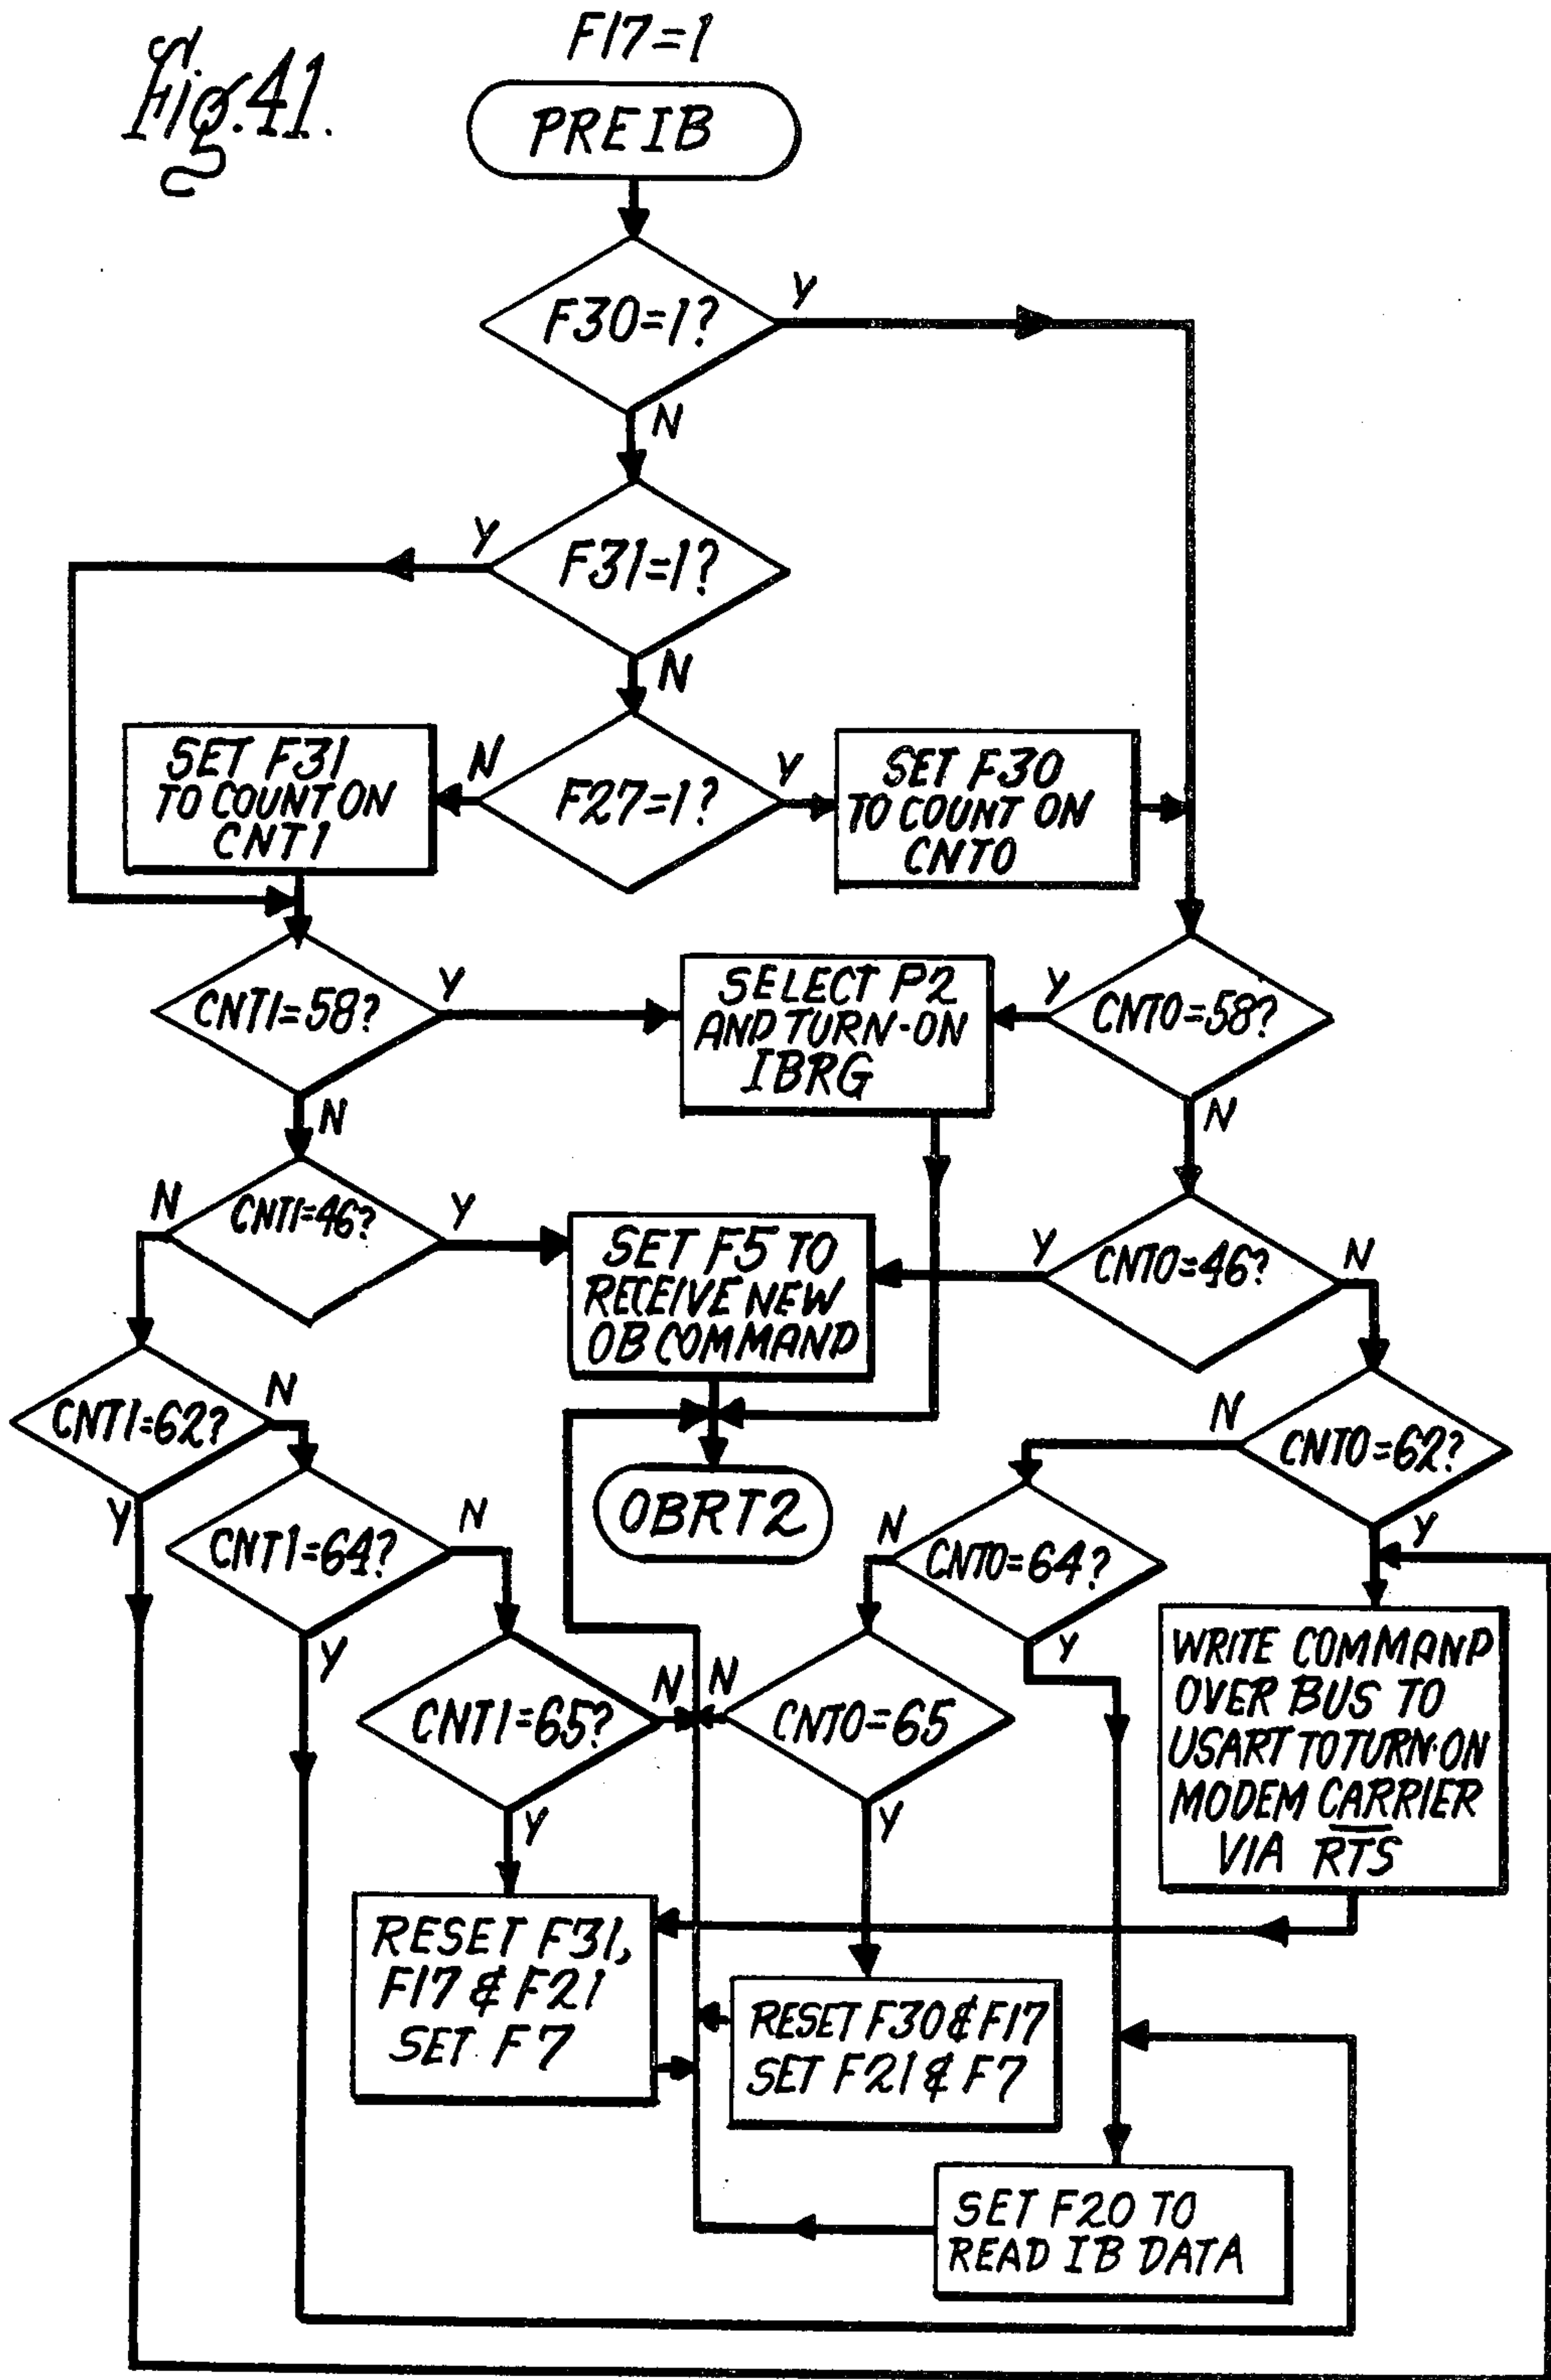 Fig. 41.
F17=1
PREIB
F30=1?
Y
N
F31=1?
Y
N
F27=1?
N
Y
SET F31
TO COUNT ON
CNT1
SET F30
TO COUNT ON
CNT0
CNT1=58?
Y
N
SELECT P2
AND TURN-ON
IBRG
CNT0=58?
Y
N
CNT1=46?
N
Y
SET F5 TO
RECEIVE NEW
OB COMMAND
CNT0=46?
Y
N
CNT1=62?
N
Y
OBRT2
CNT0=62?
N
Y
CNT1=64?
N
Y
CNT0=64?
N
Y
CNT1=65?
N
Y
CNT0=65
N
Y
WRITE COMMAND
OVER BUS TO
USART TO TURN-ON
MODEM CARRIER
VIA R̅T̅S̅
RESET F31,
F17 & F21
SET F7
RESET F30 & F17
SET F21 & F7
SET F20 TO
READ IB DATA